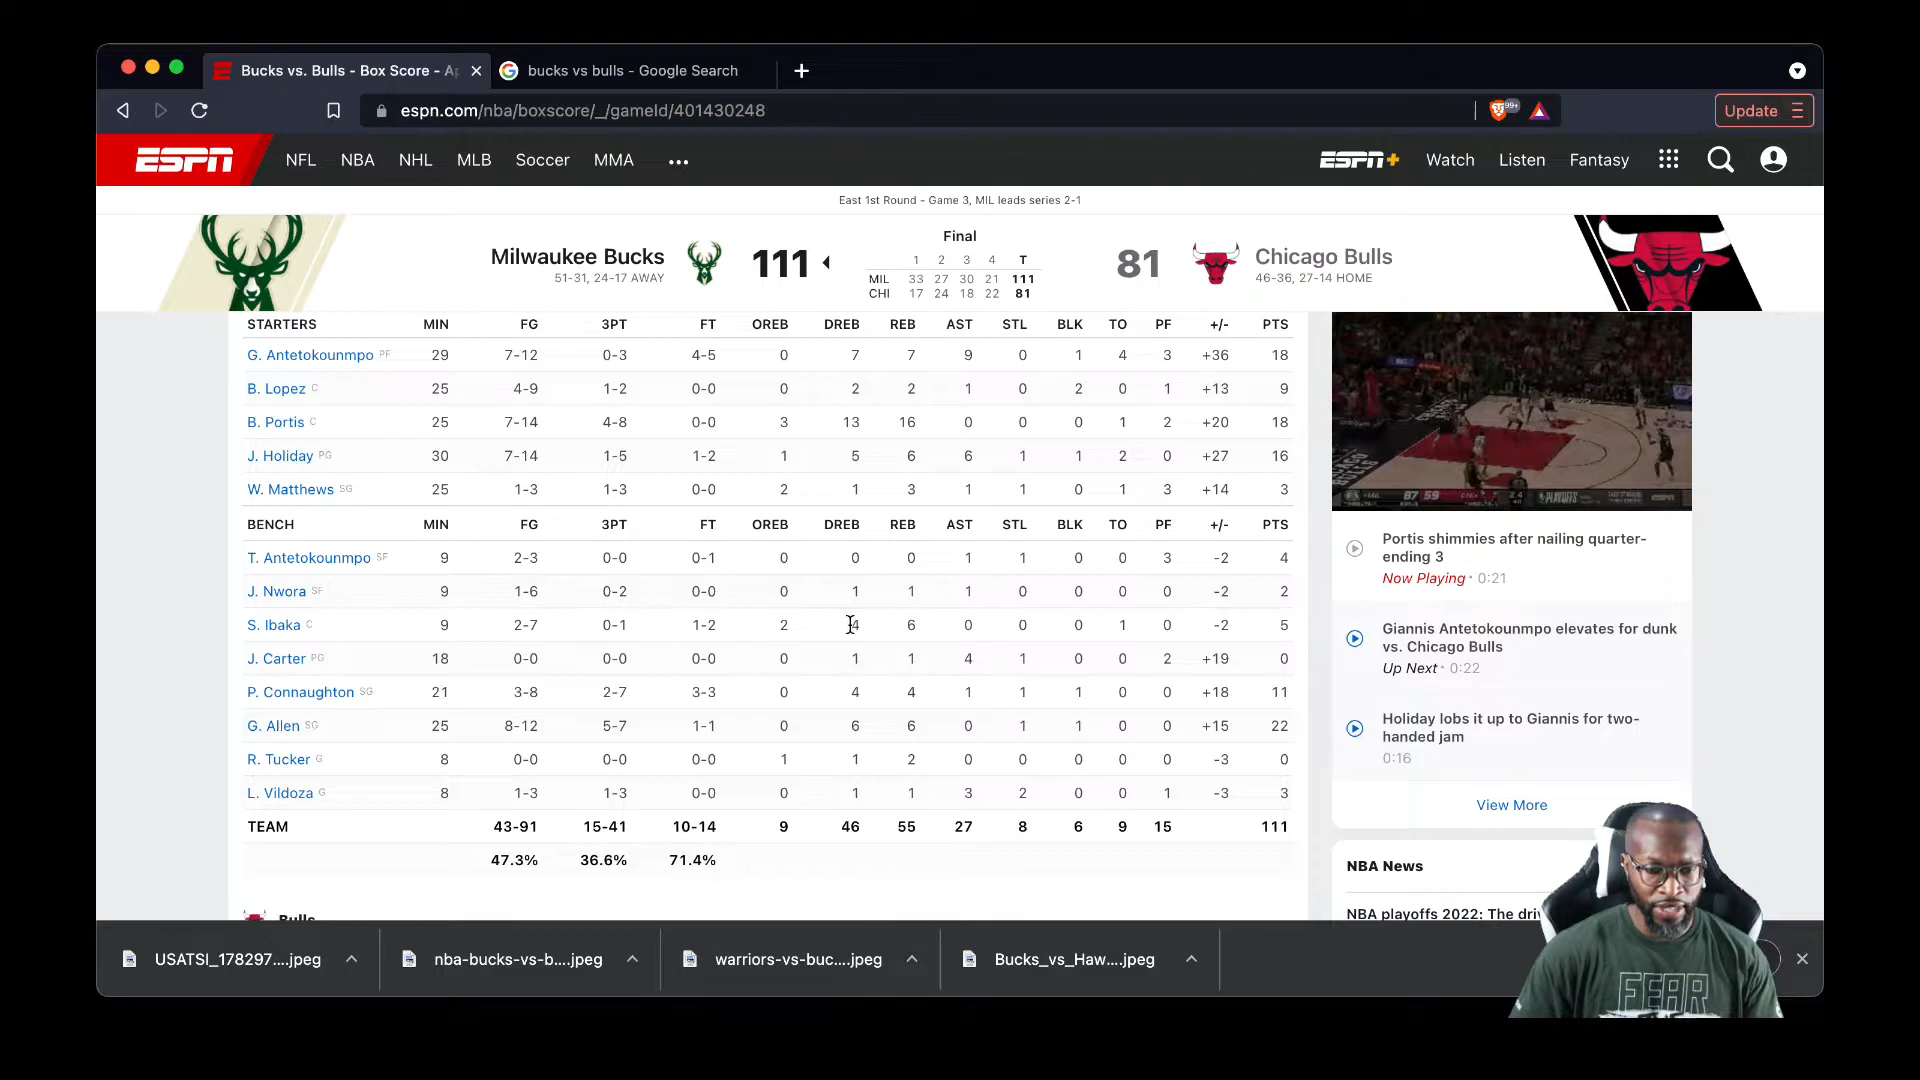 Bucks vs. Bulls - Box Score - Ap
bucks vs bulls - Google Search
espn.com/nba/boxscore/_/gameId/401430248
99+
Update
ESPN NFL NBA NHL MLB Soccer MMA ... ESPN+ Watch Listen Fantasy
East 1st Round - Game 3, MIL leads series 2-1
Milwaukee Bucks
51-31, 24-17 AWAY
111
Final
1 2 3 4 T
MIL 33 27 30 21 111
CHI 17 24 18 22 81
81
Chicago Bulls
46-36, 27-14 HOME
STARTERS MIN FG 3PT FT OREB DREB REB AST STL BLK TO PF +/- PTS
G. Antetokounmpo PF 29 7-12 0-3 4-5 0 7 7 9 0 1 4 3 +36 18
B. Lopez C 25 4-9 1-2 0-0 0 2 2 1 0 2 0 1 +13 9
B. Portis C 25 7-14 4-8 0-0 3 13 16 0 0 0 1 2 +20 18
J. Holiday PG 30 7-14 1-5 1-2 1 5 6 6 1 1 2 0 +27 16
W. Matthews SG 25 1-3 1-3 0-0 2 1 3 1 1 0 1 3 +14 3
BENCH MIN FG 3PT FT OREB DREB REB AST STL BLK TO PF +/- PTS
T. Antetokounmpo SF 9 2-3 0-0 0-1 0 0 0 1 1 0 0 3 -2 4
J. Nwora SF 9 1-6 0-2 0-0 0 1 1 1 0 0 0 0 -2 2
S. Ibaka C 9 2-7 0-1 1-2 2 4 6 0 0 0 1 0 -2 5
J. Carter PG 18 0-0 0-0 0-0 0 1 1 4 1 0 0 2 +19 0
P. Connaughton SG 21 3-8 2-7 3-3 0 4 4 1 1 1 0 0 +18 11
G. Allen SG 25 8-12 5-7 1-1 0 6 6 0 1 1 0 0 +15 22
R. Tucker G 8 0-0 0-0 0-0 1 1 2 0 0 0 0 0 -3 0
L. Vildoza G 8 1-3 1-3 0-0 0 1 1 3 2 0 0 1 -3 3
TEAM 43-91 15-41 10-14 9 46 55 27 8 6 9 15 111
47.3% 36.6% 71.4%
Bulls
87 59
Portis shimmies after nailing quarter-
ending 3
Now Playing · 0:21
Giannis Antetokounmpo elevates for dunk
vs. Chicago Bulls
Up Next · 0:22
Holiday lobs it up to Giannis for two-
handed jam
0:16
View More
NBA News
NBA playoffs 2022: The
USATSI_178297....jpeg
nba-bucks-vs-b....jpeg
warriors-vs-buc....jpeg
Bucks_vs_Haw....jpeg
FEAR